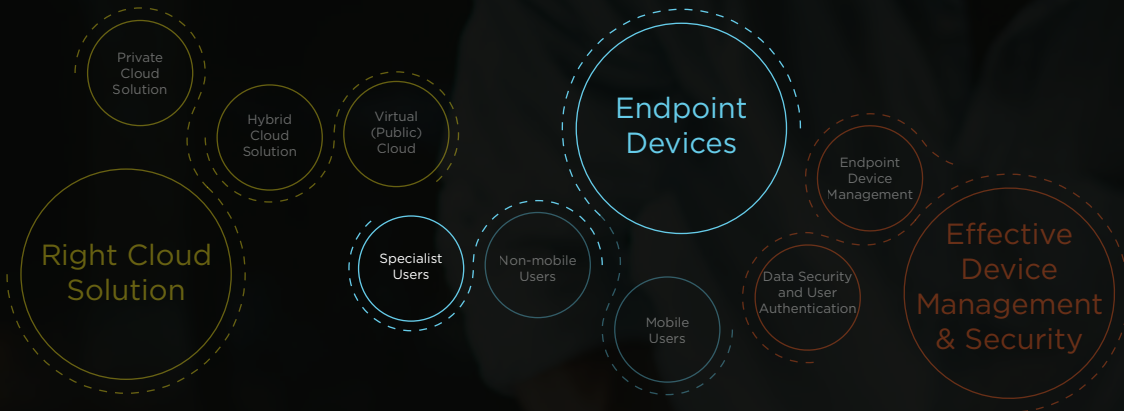 Private
Cloud
Solution
Hybrid
Cloud
Solution
Virtual
(Public)
Cloud
Right Cloud
Solution
Endpoint
Devices
Specialist
Users
Non-mobile
Users
Mobile
Users
Endpoint
Device
Management
Data Security
and User
Authentication
Effective
Device
Management
& Security